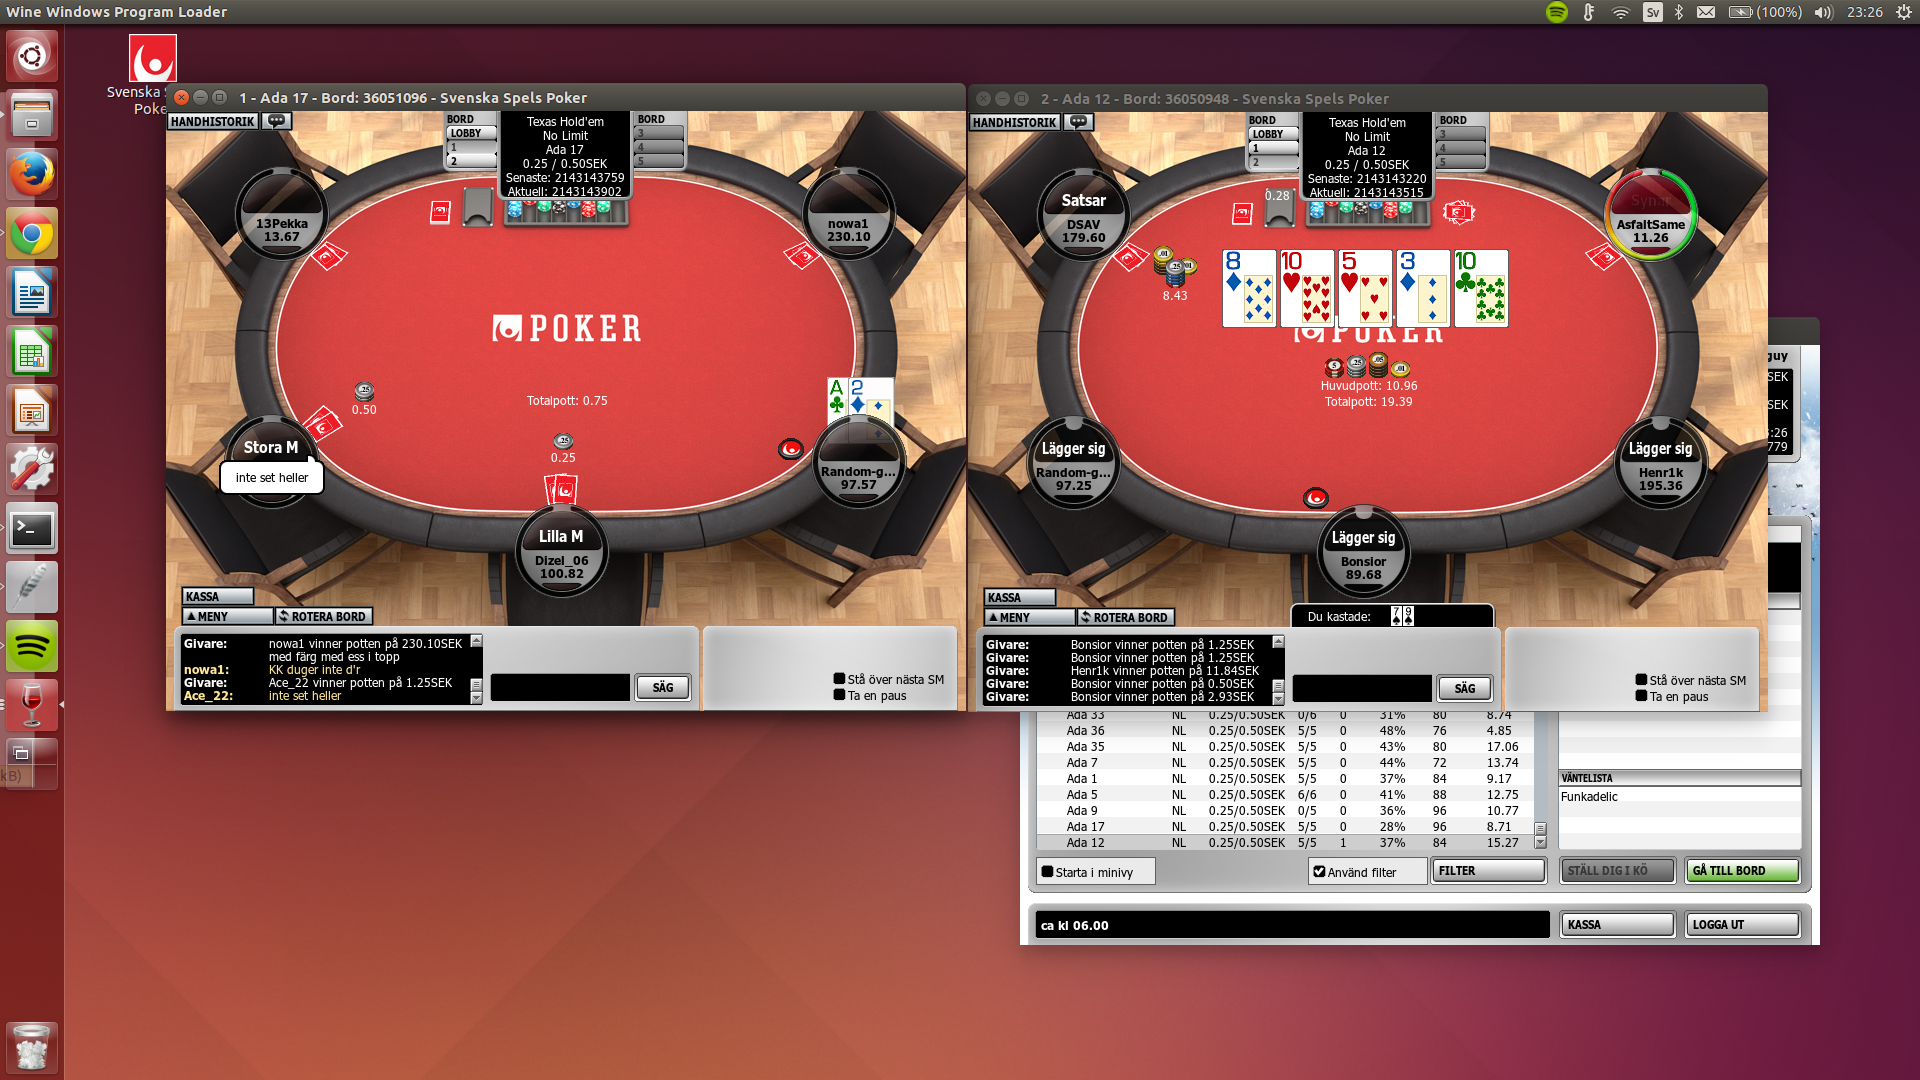 Wine Windows Program Loader
Sv
(100%)
23:26
Svenska S
Poke
kB)
1 - Ada 17 - Bord: 36051096 - Svenska Spels Poker
HANDHISTORIK
BORD
LOBBY
1
2
Texas Hold'em
No Limit
Ada 17
0.25 / 0.50SEK
Senaste: 2143143759
Aktuell: 2143143902
BORD
3
4
5
13Pekka
13.67
nowa1
230.10
POKER
Totalpott: 0.75
0.50
0.25
A
2
Stora M
inte set heller
Random-g...
97.57
Lilla M
Dizel_06
100.82
KASSA
MENY
ROTERA BORD
Givare: nowa1 vinner potten på 230.10SEK
med färg med ess i topp
nowa1: KK duger inte d'r
Givare: Ace_22 vinner potten på 1.25SEK
Ace_22: inte set heller
SÄG
Stå över nästa SM
Ta en paus
2 - Ada 12 - Bord: 36050948 - Svenska Spels Poker
HANDHISTORIK
BORD
LOBBY
1
2
Texas Hold'em
No Limit
Ada 12
0.25 / 0.50SEK
Senaste: 2143143220
Aktuell: 2143143515
BORD
3
4
5
0.28
Satsar
DSAV
179.60
Synar
AsfaltSame
11.26
8.43
8
10
5
3
10
POKER
Huvudpott: 10.96
Totalpott: 19.39
Lägger sig
Random-g...
97.25
Lägger sig
Henr1k
195.36
Lägger sig
Bonsior
89.68
KASSA
MENY
ROTERA BORD
Du kastade:
7
9
Givare: Bonsior vinner potten på 1.25SEK
Givare: Bonsior vinner potten på 1.25SEK
Givare: Henr1k vinner potten på 11.84SEK
Givare: Bonsior vinner potten på 0.50SEK
Givare: Bonsior vinner potten på 2.93SEK
SÄG
Stå över nästa SM
Ta en paus
guy
SEK
SEK
:26
779
Ada 33 NL 0.25/0.50SEK 0/6 0 31% 80 8.74
Ada 36 NL 0.25/0.50SEK 5/5 0 48% 76 4.85
Ada 35 NL 0.25/0.50SEK 5/5 0 43% 80 17.06
Ada 7 NL 0.25/0.50SEK 5/5 0 44% 72 13.74
Ada 1 NL 0.25/0.50SEK 5/5 0 37% 84 9.17
Ada 5 NL 0.25/0.50SEK 6/6 0 41% 88 12.75
Ada 9 NL 0.25/0.50SEK 0/5 0 36% 96 10.77
Ada 17 NL 0.25/0.50SEK 5/5 0 28% 96 8.71
Ada 12 NL 0.25/0.50SEK 5/5 1 37% 84 15.27
VÄNTELISTA
Funkadelic
Starta i minivy
Använd filter
FILTER
STÄLL DIG I KÖ
GÅ TILL BORD
ca kl 06.00
KASSA
LOGGA UT